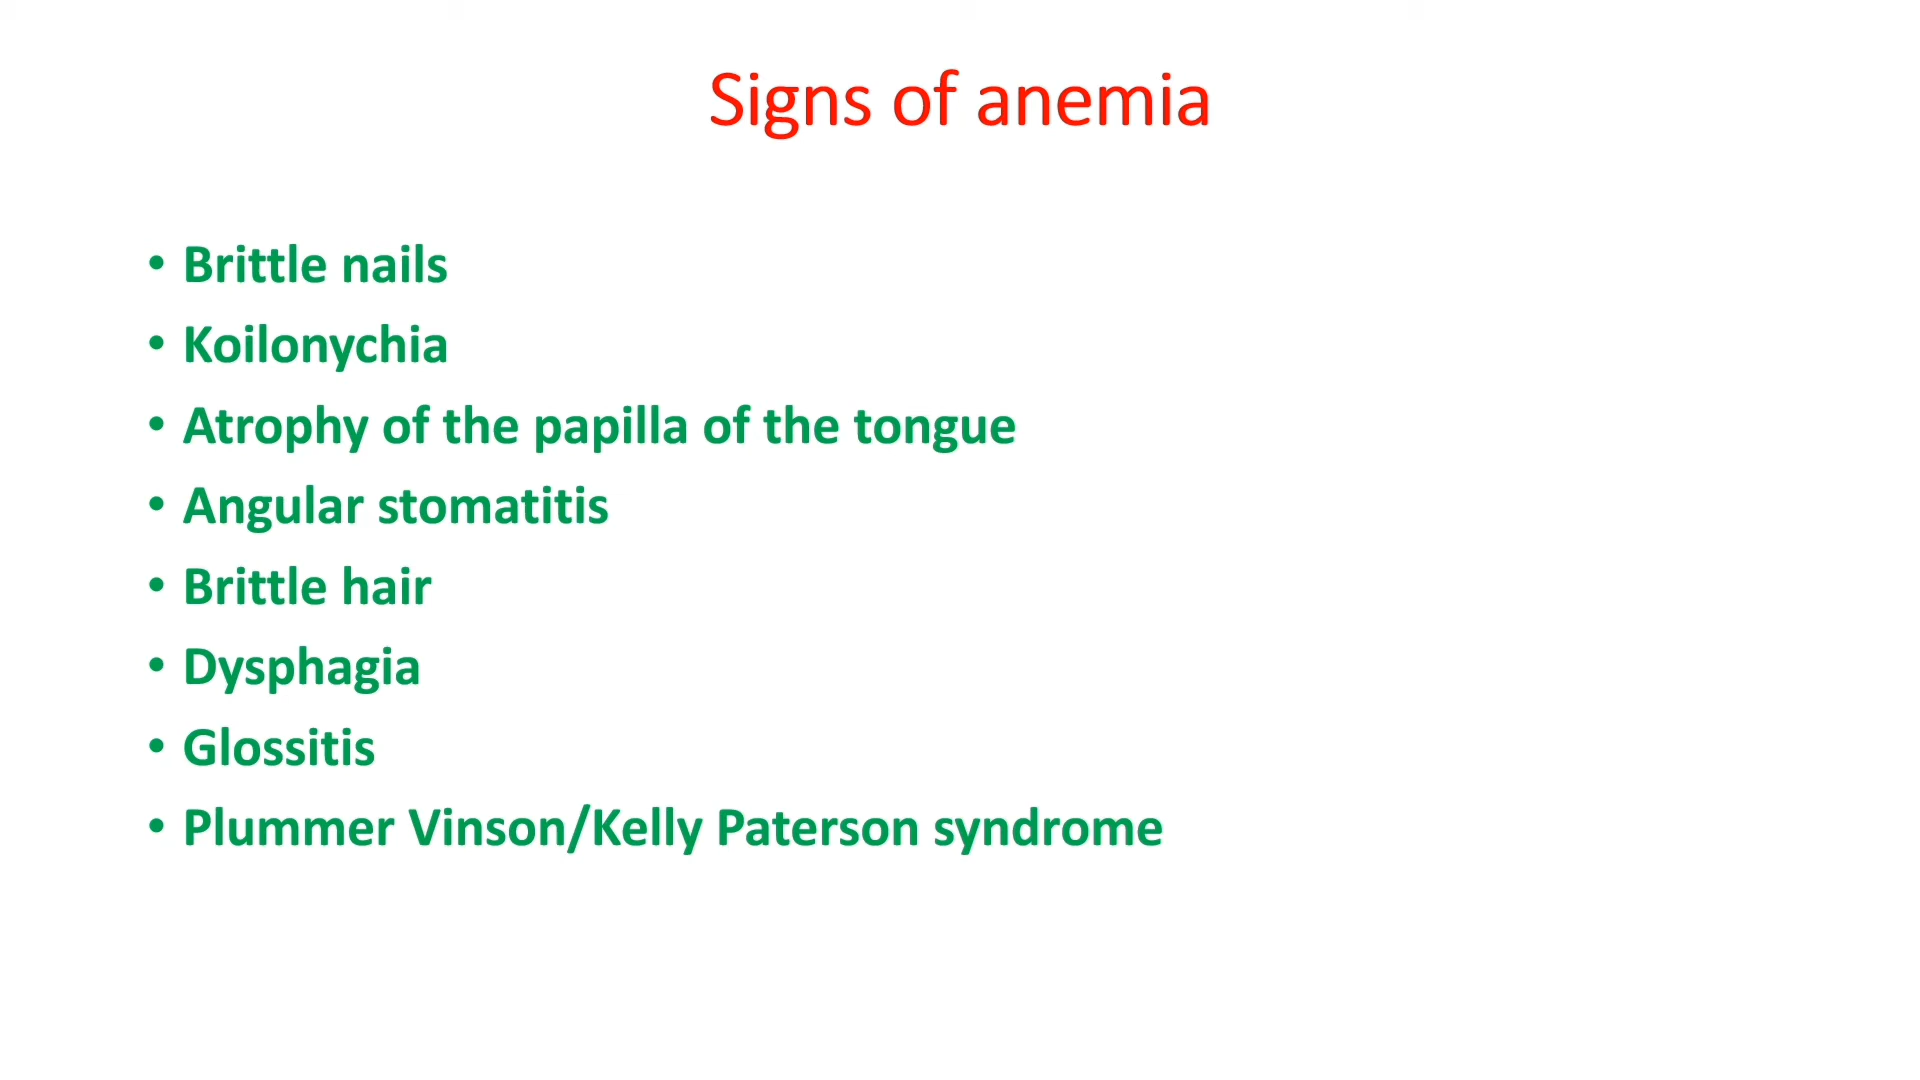 Signs of anemia
• Brittle nails
• Koilonychia
• Atrophy of the papilla of the tongue
• Angular stomatitis
• Brittle hair
• Dysphagia
• Glossitis
• Plummer Vinson/Kelly Paterson syndrome